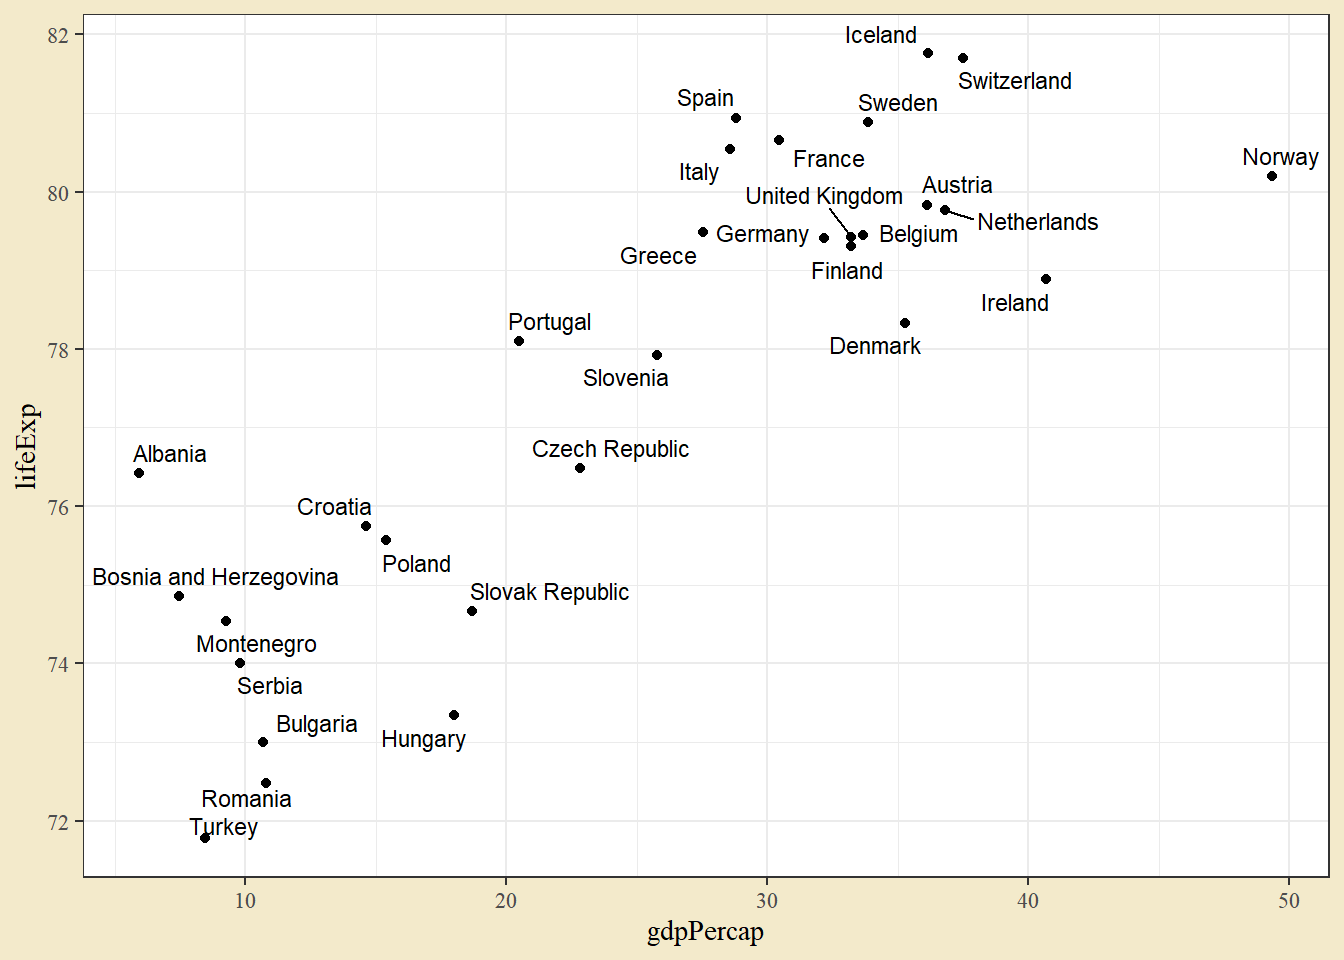 82
80
78
76
74
72
lifeExp
Iceland
Switzerland
Spain
Sweden
Italy
France
Norway
Austria
United Kingdom
Netherlands
Germany
Belgium
Greece
Finland
Ireland
Portugal
Denmark
Slovenia
Czech Republic
Albania
Croatia
Poland
Bosnia and Herzegovina
Slovak Republic
Montenegro
Serbia
Bulgaria
Hungary
Romania
Turkey
10 20 30 40 50
gdpPercap